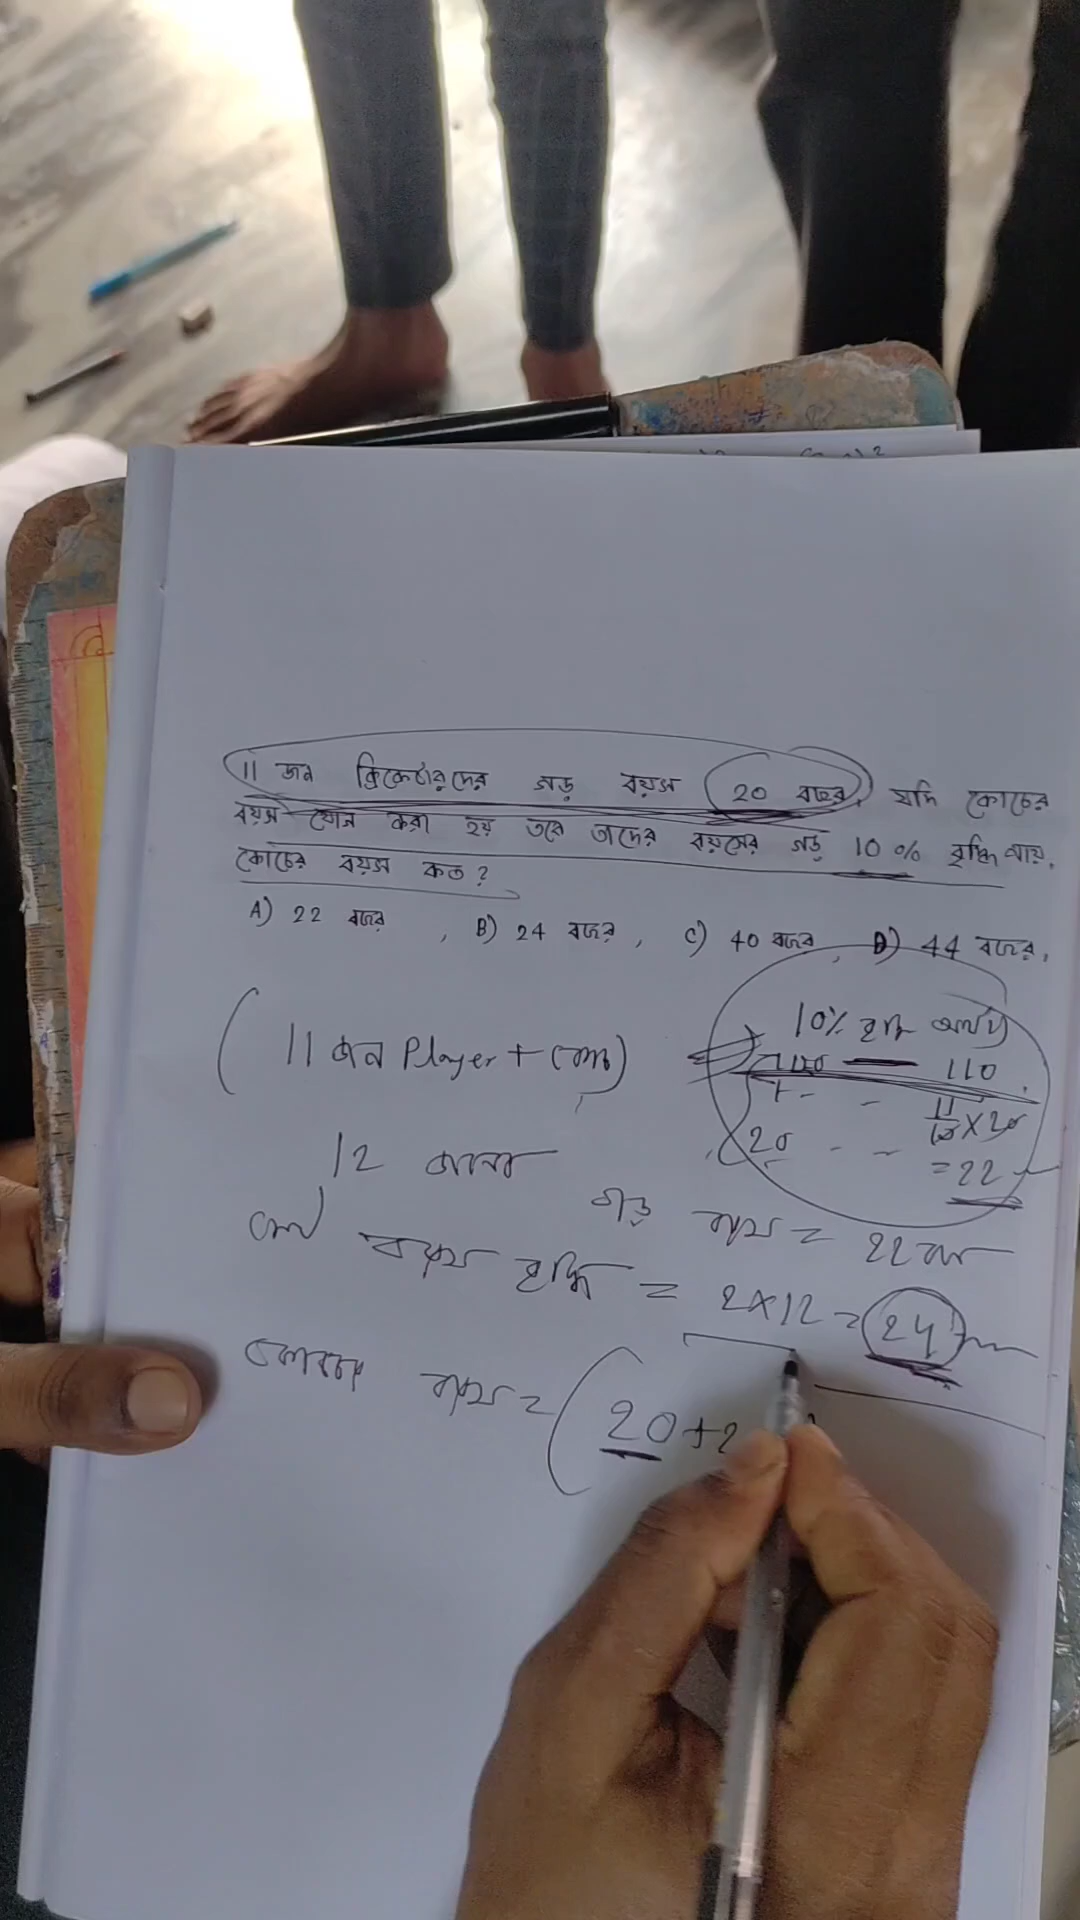 11 জন ক্রিকেটারদের গড় বয়স 20 বছর, যদি কোচের
বয়স যোগ করা হয় তবে তাদের বয়সের গড় 10 % বৃদ্ধি পায়.
কোচের বয়স কত ?
A) 22 বছর , B) 24 বছর , C) 40 বছর , D) 44 বছর.
10% বৃদ্ধি অর্থাৎ
100 — 110
11 জন Player +
1 - - 11/10 × 20
20 - - = 22
12 জনের
গড় বয়স = 22 বছর
মোট বয়স বৃদ্ধি = 2×12 = 24
কোচের বয়স = ( 20+2